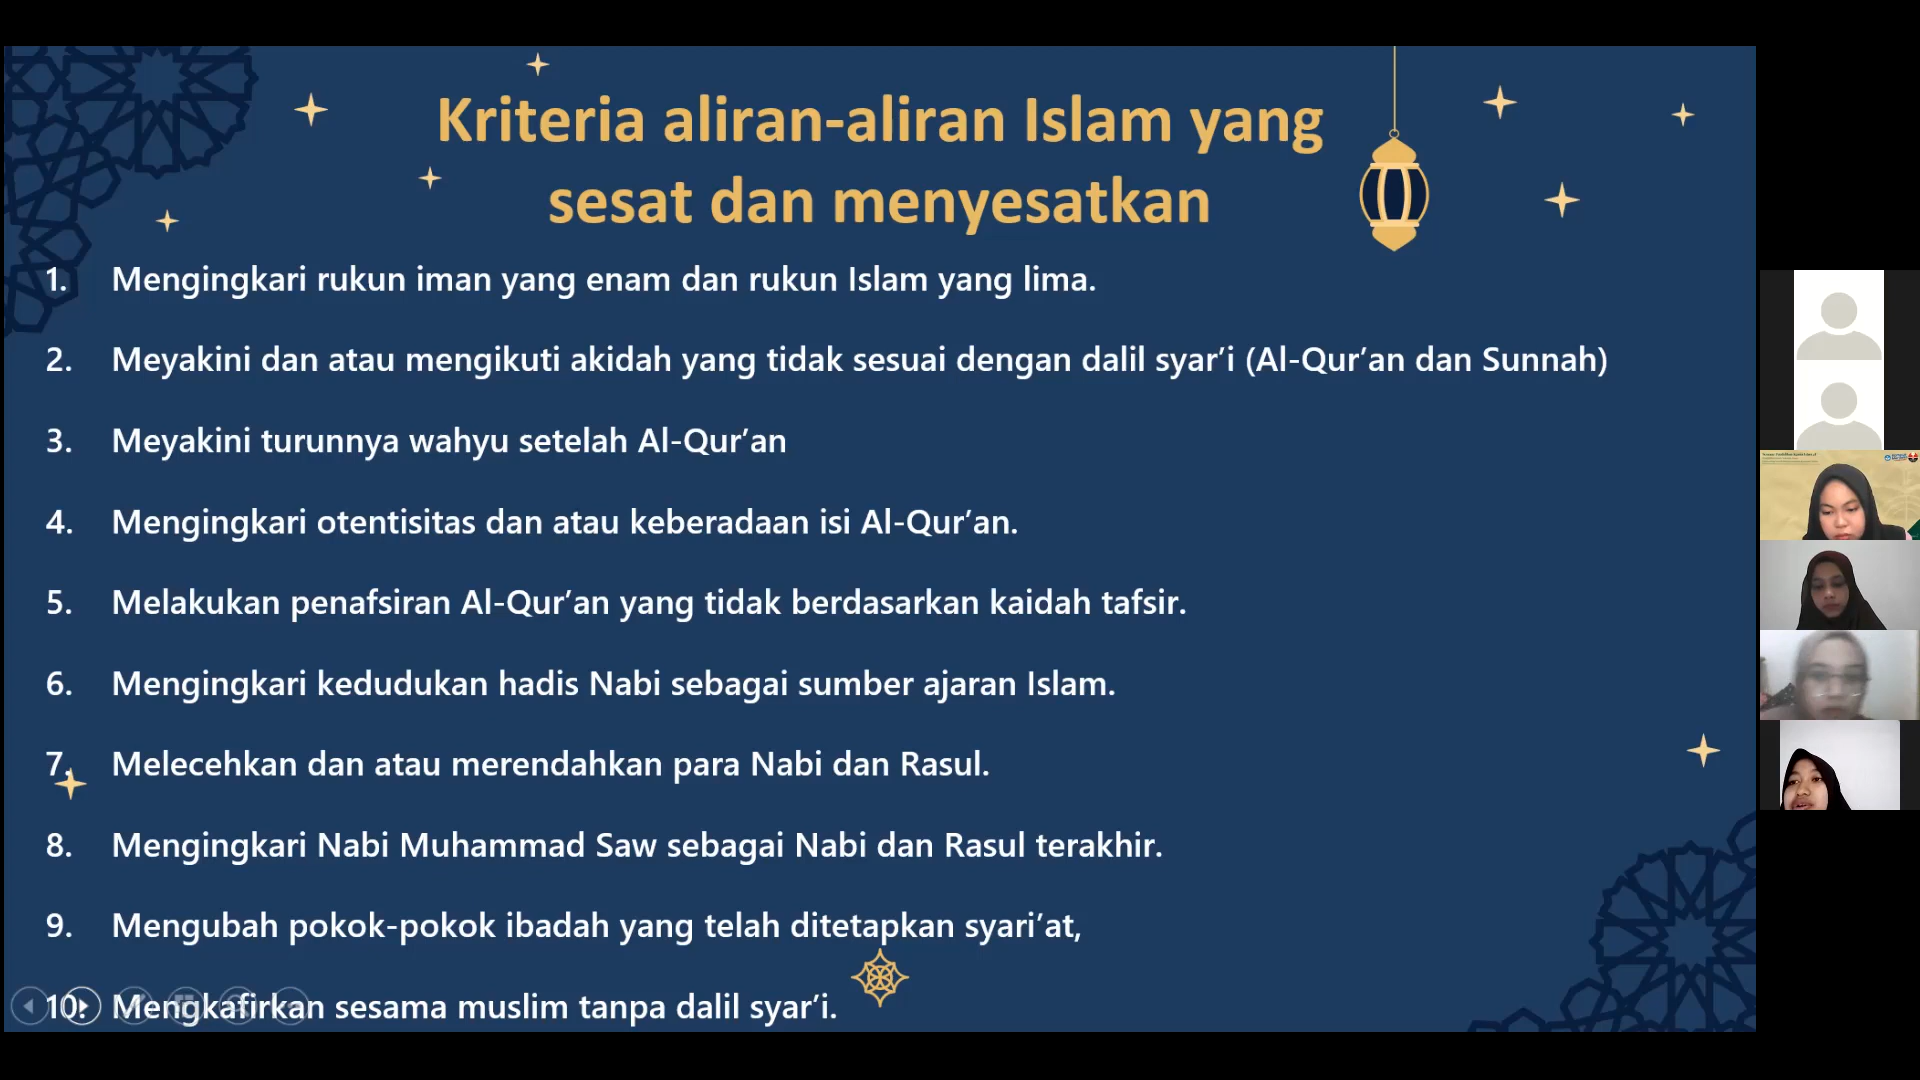 Kriteria aliran-aliran Islam yang
sesat dan menyesatkan
1. Mengingkari rukun iman yang enam dan rukun Islam yang lima.
2. Meyakini dan atau mengikuti akidah yang tidak sesuai dengan dalil syar’i (Al-Qur’an dan Sunnah)
3. Meyakini turunnya wahyu setelah Al-Qur’an
4. Mengingkari otentisitas dan atau keberadaan isi Al-Qur’an.
5. Melakukan penafsiran Al-Qur’an yang tidak berdasarkan kaidah tafsir.
6. Mengingkari kedudukan hadis Nabi sebagai sumber ajaran Islam.
7. Melecehkan dan atau merendahkan para Nabi dan Rasul.
8. Mengingkari Nabi Muhammad Saw sebagai Nabi dan Rasul terakhir.
9. Mengubah pokok-pokok ibadah yang telah ditetapkan syari’at,
10. Mengkafirkan sesama muslim tanpa dalil syar’i.